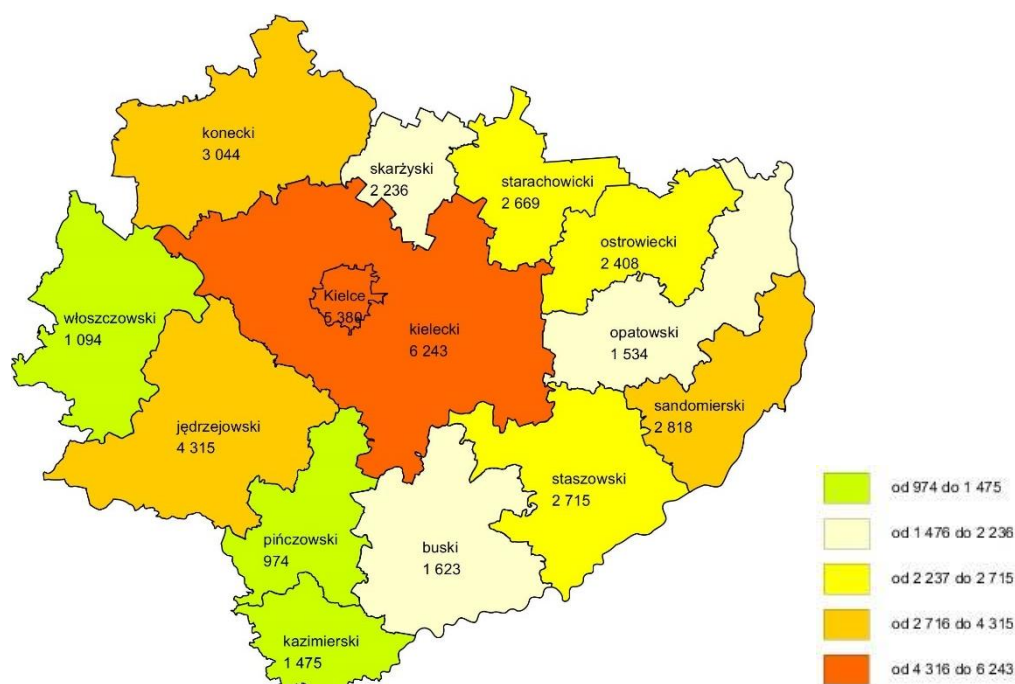 konecki
3 044
skarżyski
2 236
starachowicki
2 669
ostrowiecki
2 408
Kielce
5 380
kielecki
6 243
włoszczowski
1 094
opatowski
1 534
jędrzejowski
4 315
sandomierski
2 818
staszowski
2 715
pińczowski
974
buski
1 623
kazimierski
1 475
od 974 do 1 475
od 1 476 do 2 236
od 2 237 do 2 715
od 2 716 do 4 315
od 4 316 do 6 243